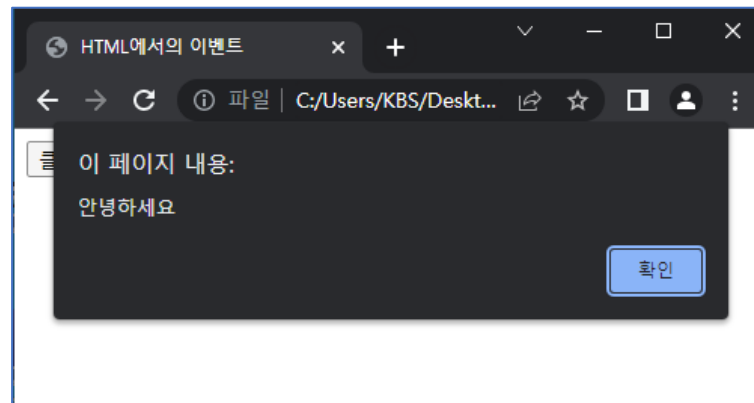 HTML에서의 이벤트
파일 C:/Users/KBS/Deskt...
이 페이지 내용:
안녕하세요
확인